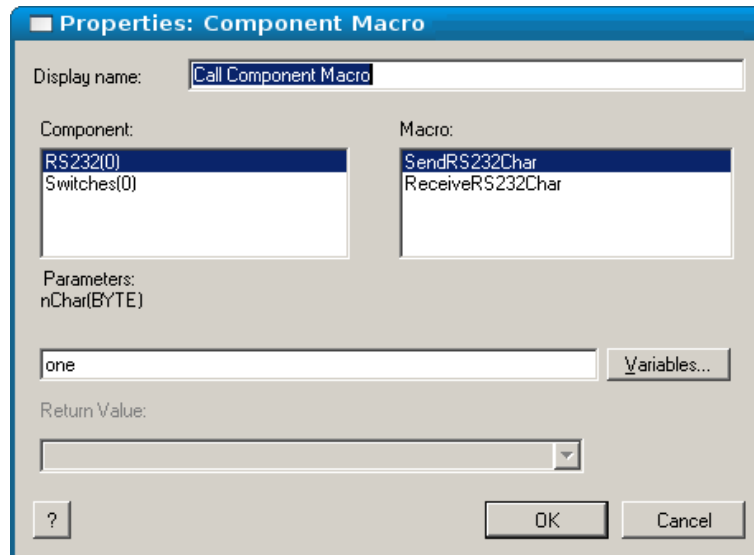 Properties: Component Macro
Display name: Call Component Macro
Component: Macro:
RS232(0) SendRS232Char
Switches(0) ReceiveRS232Char
Parameters:
nChar(BYTE)
one Variables...
Return Value:
? OK Cancel